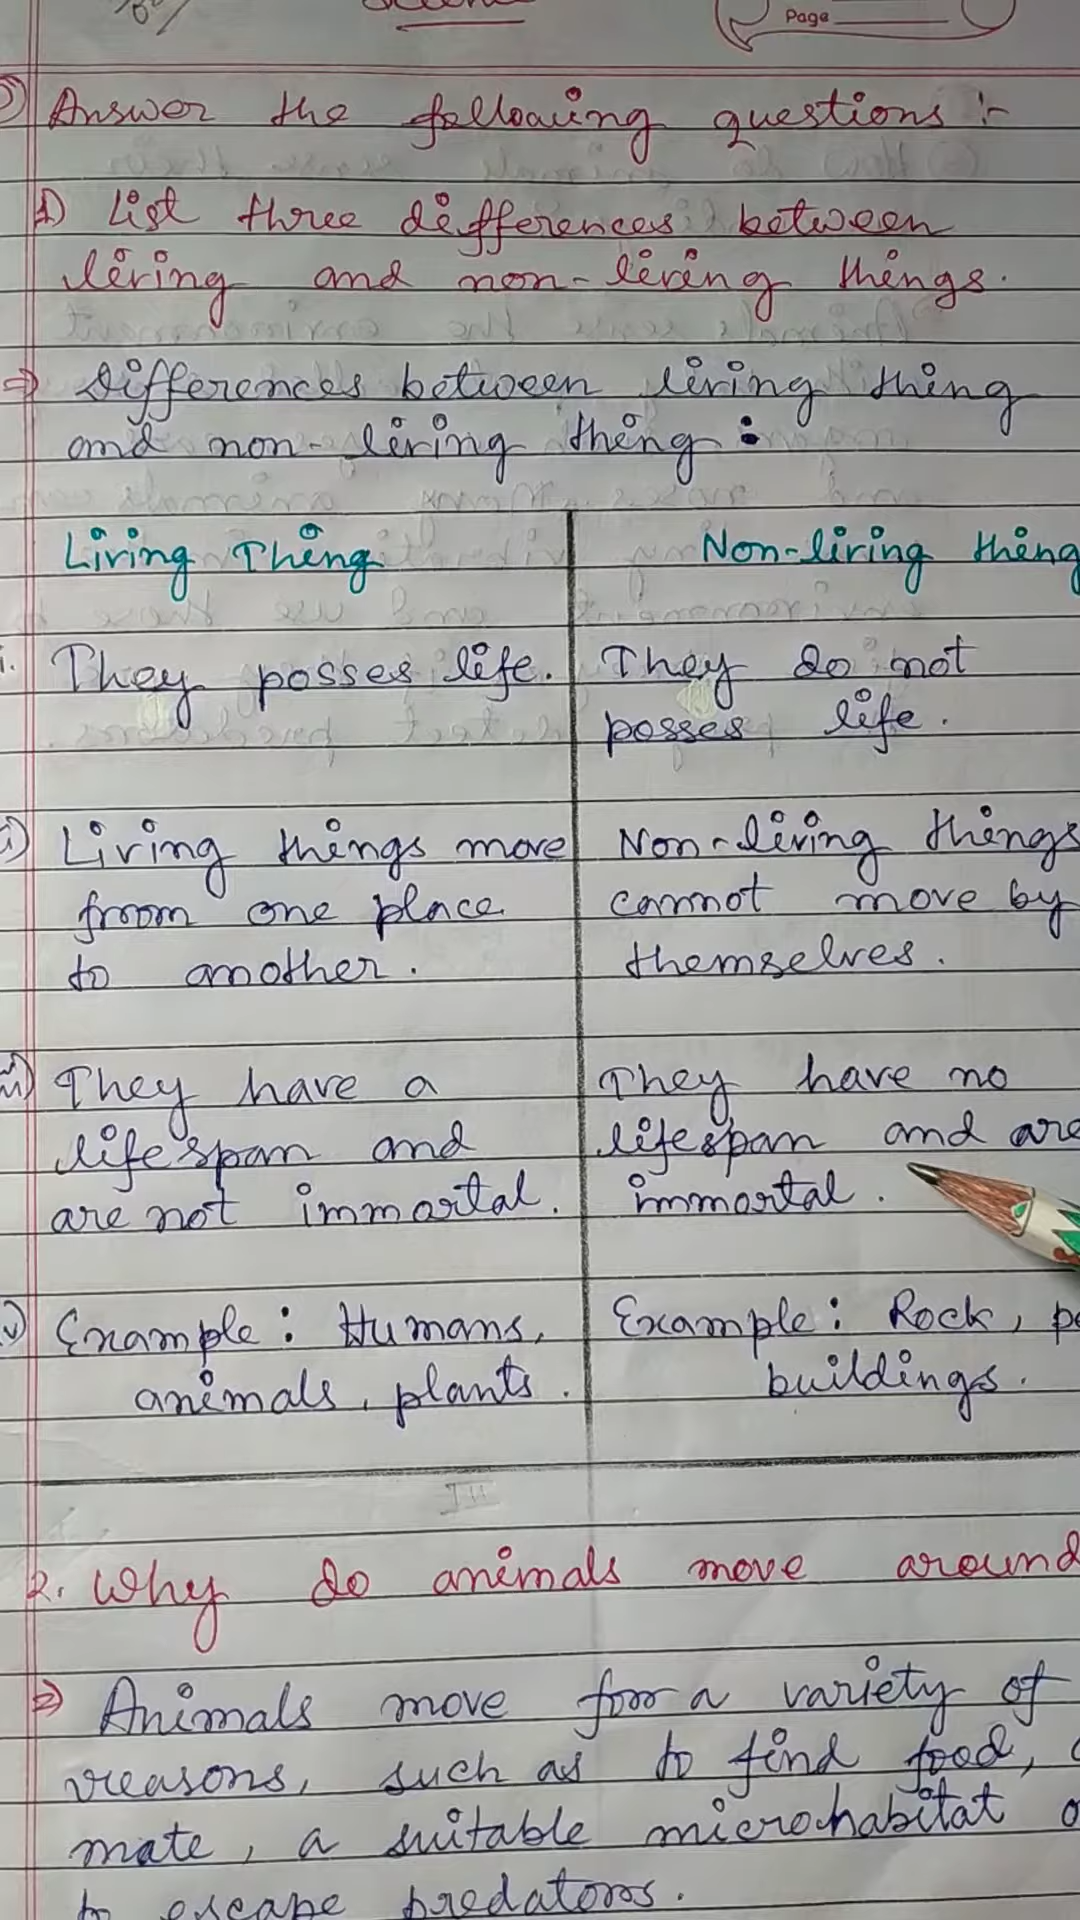 Page
Answer the following questions :-
1) List three differences between
living and non-living things.
⇒ Differences between living thing
and non-living thing :
Living Thing
Non-living thing
i. They posses life.
They do not
posses life.
Living things move
from one place
to another.
Non-living things
cannot move by
themselves.
iii) They have a
lifespan and
are not immortal.
They have no
lifespan and are
immortal.
Example : Humans,
animals, plants.
Example : Rock,
buildings.
2. Why do animals move around
⇒ Animals move for a variety of
reasons, such as to find food,
mate, a suitable microhabitat
to escape predators.